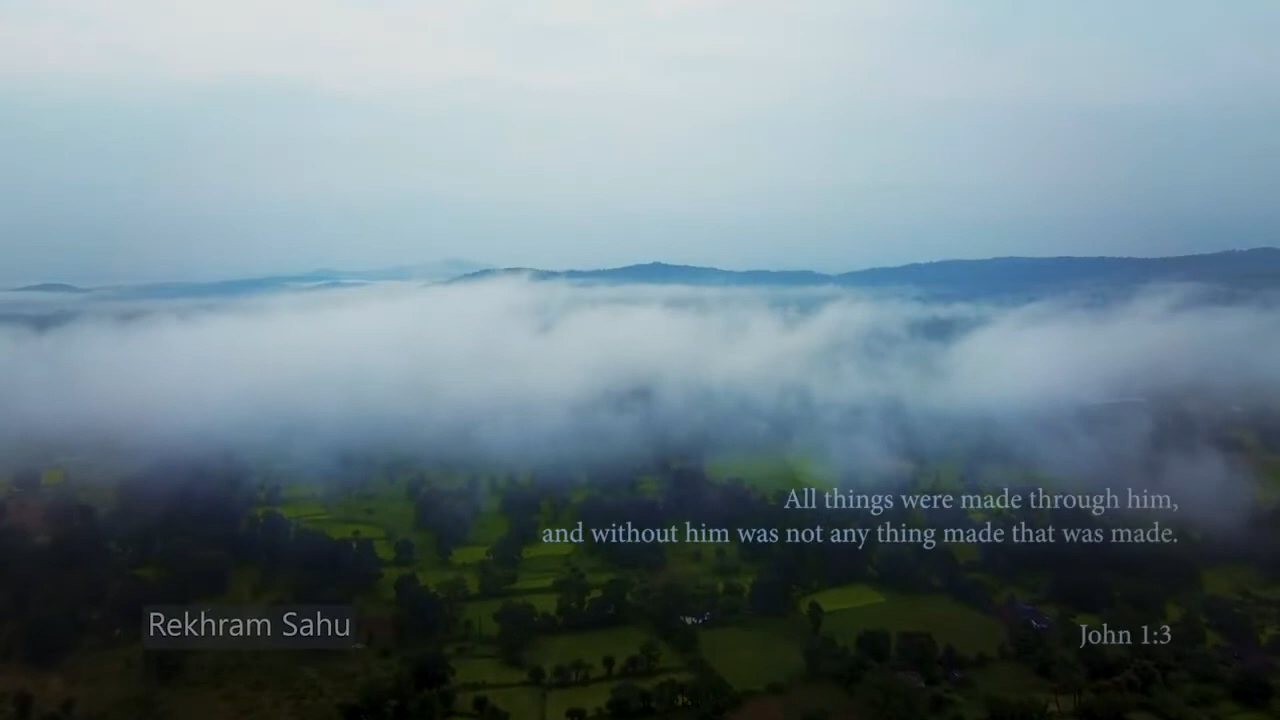 All things were made through him,
and without him was not any thing made that was made.
Rekhram Sahu
John 1:3